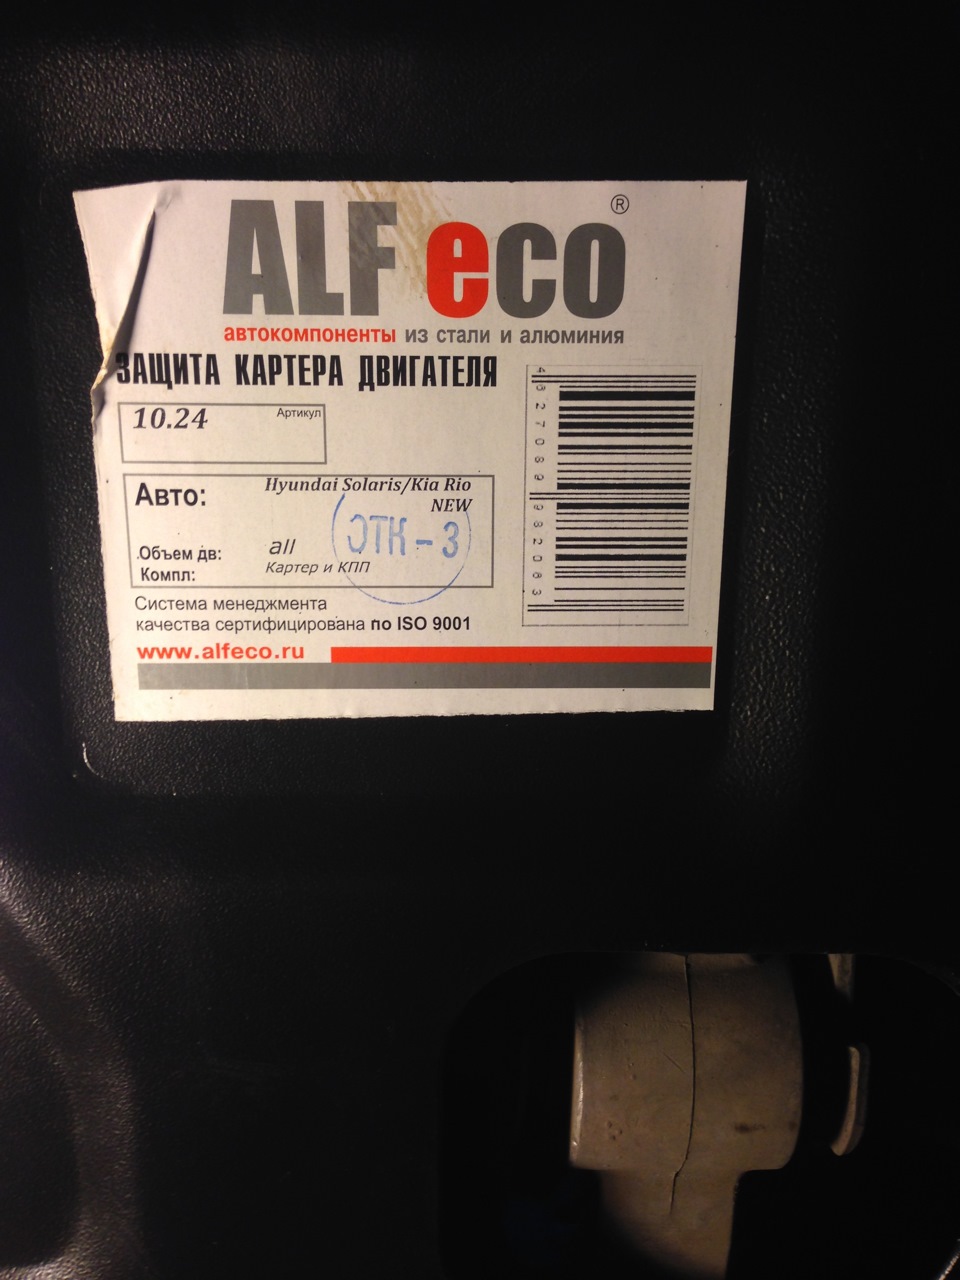 ALFeco®
автокомпоненты из стали и алюминия
ЗАЩИТА КАРТЕРА ДВИГАТЕЛЯ
10.24 Артикул
Авто: Hyundai Solaris/Kia Rio
NEW
ОТК-3
.Объем дв: all
Компл: Картер и КПП
Система менеджмента
качества сертифицирована по ISO 9001
www.alfeco.ru